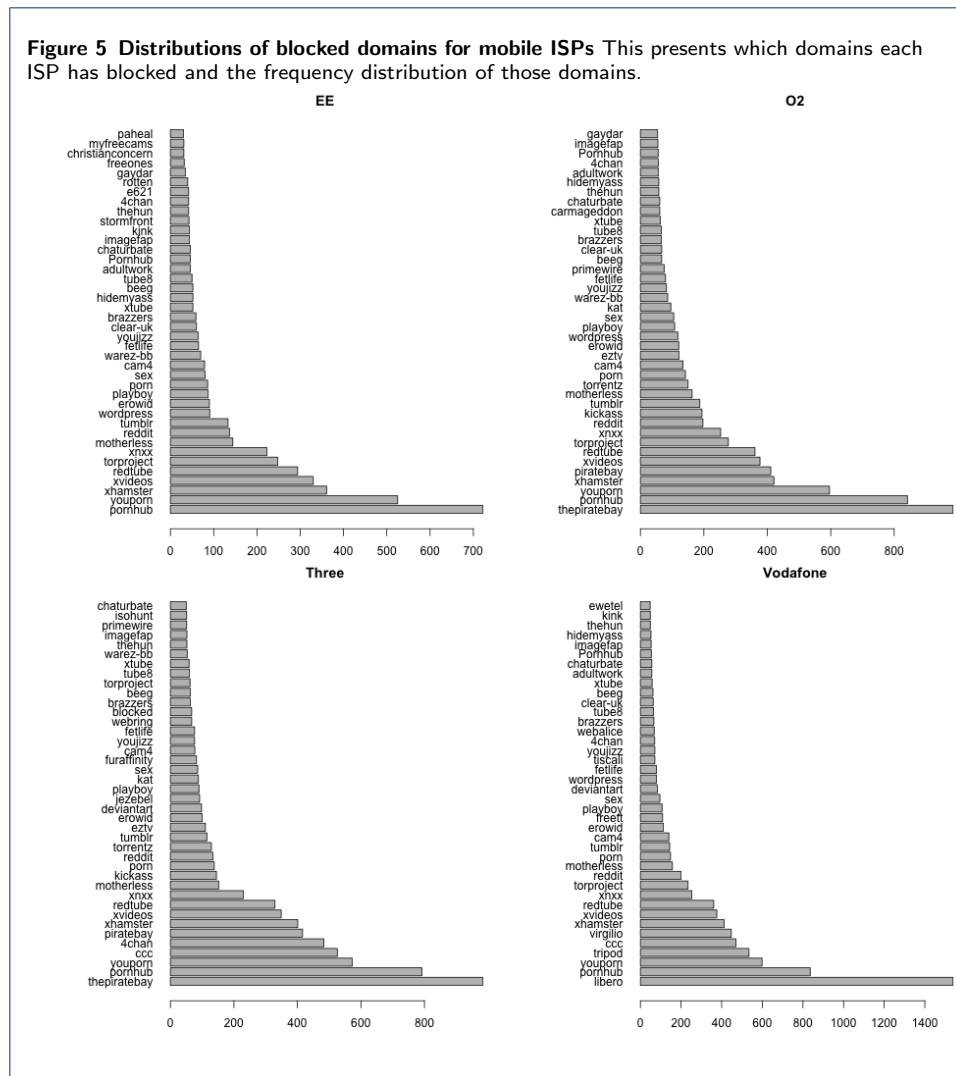 Figure 5 Distributions of blocked domains for mobile ISPs This presents which domains each
ISP has blocked and the frequency distribution of those domains.
EE
paheal
myfreecams
christianconcern
freeones
gaydar
rotten
e621
4chan
thehun
stormfront
kink
imagefap
chaturbate
Pornhub
adultwork
tube8
beeg
hidemyass
xtube
brazzers
clear-uk
youjizz
fetlife
warez-bb
cam4
sex
porn
playboy
erowid
wordpress
tumblr
reddit
motherless
xnxx
torproject
redtube
xvideos
xhamster
youporn
pornhub
0 100 200 300 400 500 600 700
O2
gaydar
imagefap
Pornhub
4chan
adultwork
hidemyass
thehun
chaturbate
carmageddon
xtube
tube8
brazzers
clear-uk
beeg
primewire
fetlife
youjizz
warez-bb
kat
sex
playboy
wordpress
erowid
eztv
cam4
porn
torrentz
motherless
tumblr
kickass
reddit
xnxx
torproject
redtube
xvideos
piratebay
xhamster
youporn
pornhub
thepiratebay
0 200 400 600 800
Three
chaturbate
isohunt
primewire
imagefap
thehun
warez-bb
xtube
tube8
torproject
beeg
brazzers
blocked
webring
fetlife
youjizz
cam4
furaffinity
sex
kat
playboy
jezebel
deviantart
erowid
eztv
tumblr
torrentz
reddit
porn
kickass
motherless
xnxx
redtube
xvideos
xhamster
piratebay
4chan
ccc
youporn
pornhub
thepiratebay
0 200 400 600 800
Vodafone
ewetel
kink
thehun
hidemyass
imagefap
Pornhub
chaturbate
adultwork
xtube
beeg
clear-uk
tube8
brazzers
webalice
4chan
youjizz
tiscali
fetlife
wordpress
deviantart
sex
playboy
freett
erowid
cam4
tumblr
porn
motherless
reddit
torproject
xnxx
redtube
xvideos
xhamster
virgilio
ccc
tripod
youporn
pornhub
libero
0 200 400 600 800 1000 1200 1400